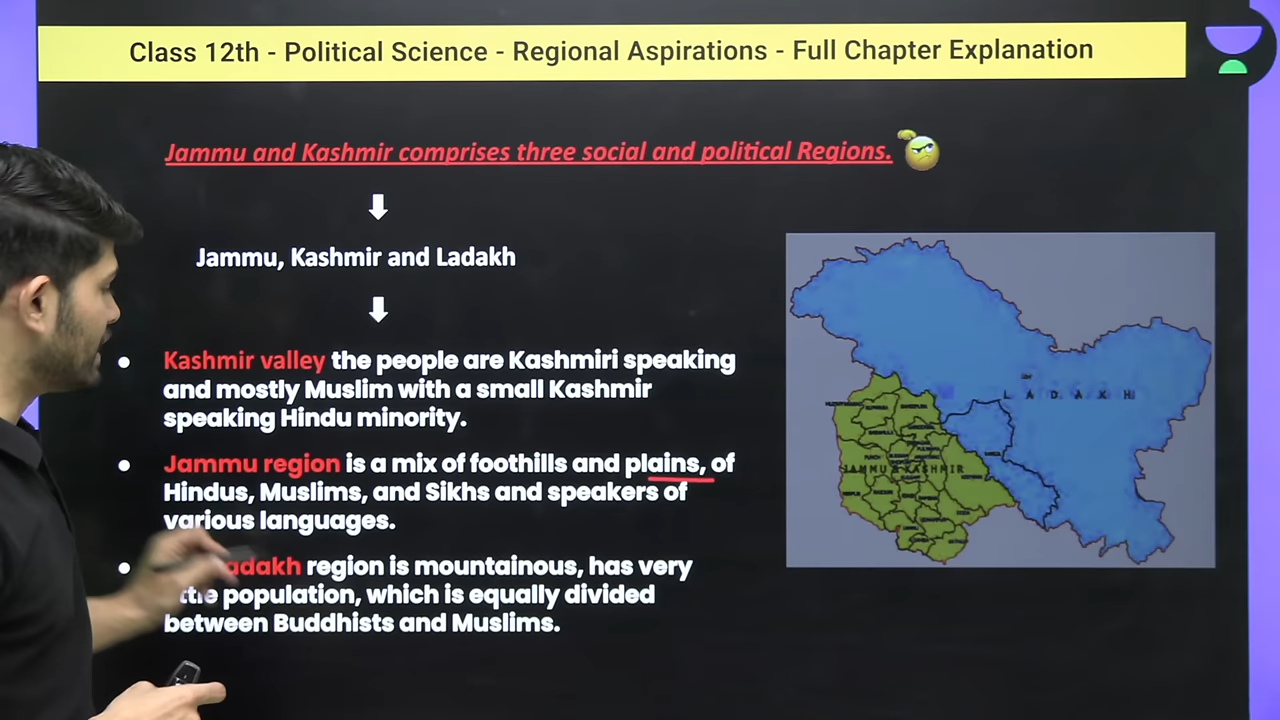 Class 12th - Political Science - Regional Aspirations - Full Chapter Explanation
Jammu and Kashmir comprises three social and political Regions.
Jammu, Kashmir and Ladakh
Kashmir valley the people are Kashmiri speaking
and mostly Muslim with a small Kashmir
speaking Hindu minority.
Jammu region is a mix of foothills and plains, of
Hindus, Muslims, and Sikhs and speakers of
various languages.
region is mountainous, has very
population, which is equally divided
between Buddhists and Muslims.
LADAKH
JAMMU & KASHMIR